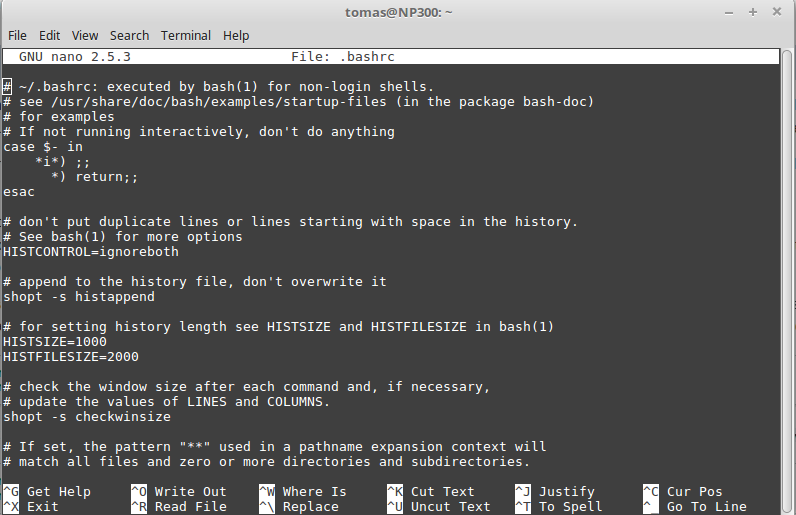 tomas@NP300: ~
File Edit View Search Terminal Help
GNU nano 2.5.3 File: .bashrc
# ~/.bashrc: executed by bash(1) for non-login shells.
# see /usr/share/doc/bash/examples/startup-files (in the package bash-doc)
# for examples
# If not running interactively, don't do anything
case $- in
    *i*) ;;
      *) return;;
esac

# don't put duplicate lines or lines starting with space in the history.
# See bash(1) for more options
HISTCONTROL=ignoreboth

# append to the history file, don't overwrite it
shopt -s histappend

# for setting history length see HISTSIZE and HISTFILESIZE in bash(1)
HISTSIZE=1000
HISTFILESIZE=2000

# check the window size after each command and, if necessary,
# update the values of LINES and COLUMNS.
shopt -s checkwinsize

# If set, the pattern "**" used in a pathname expansion context will
# match all files and zero or more directories and subdirectories.

^G Get Help ^O Write Out ^W Where Is ^K Cut Text ^J Justify ^C Cur Pos
^X Exit ^R Read File ^\ Replace ^U Uncut Text ^T To Spell ^_ Go To Line